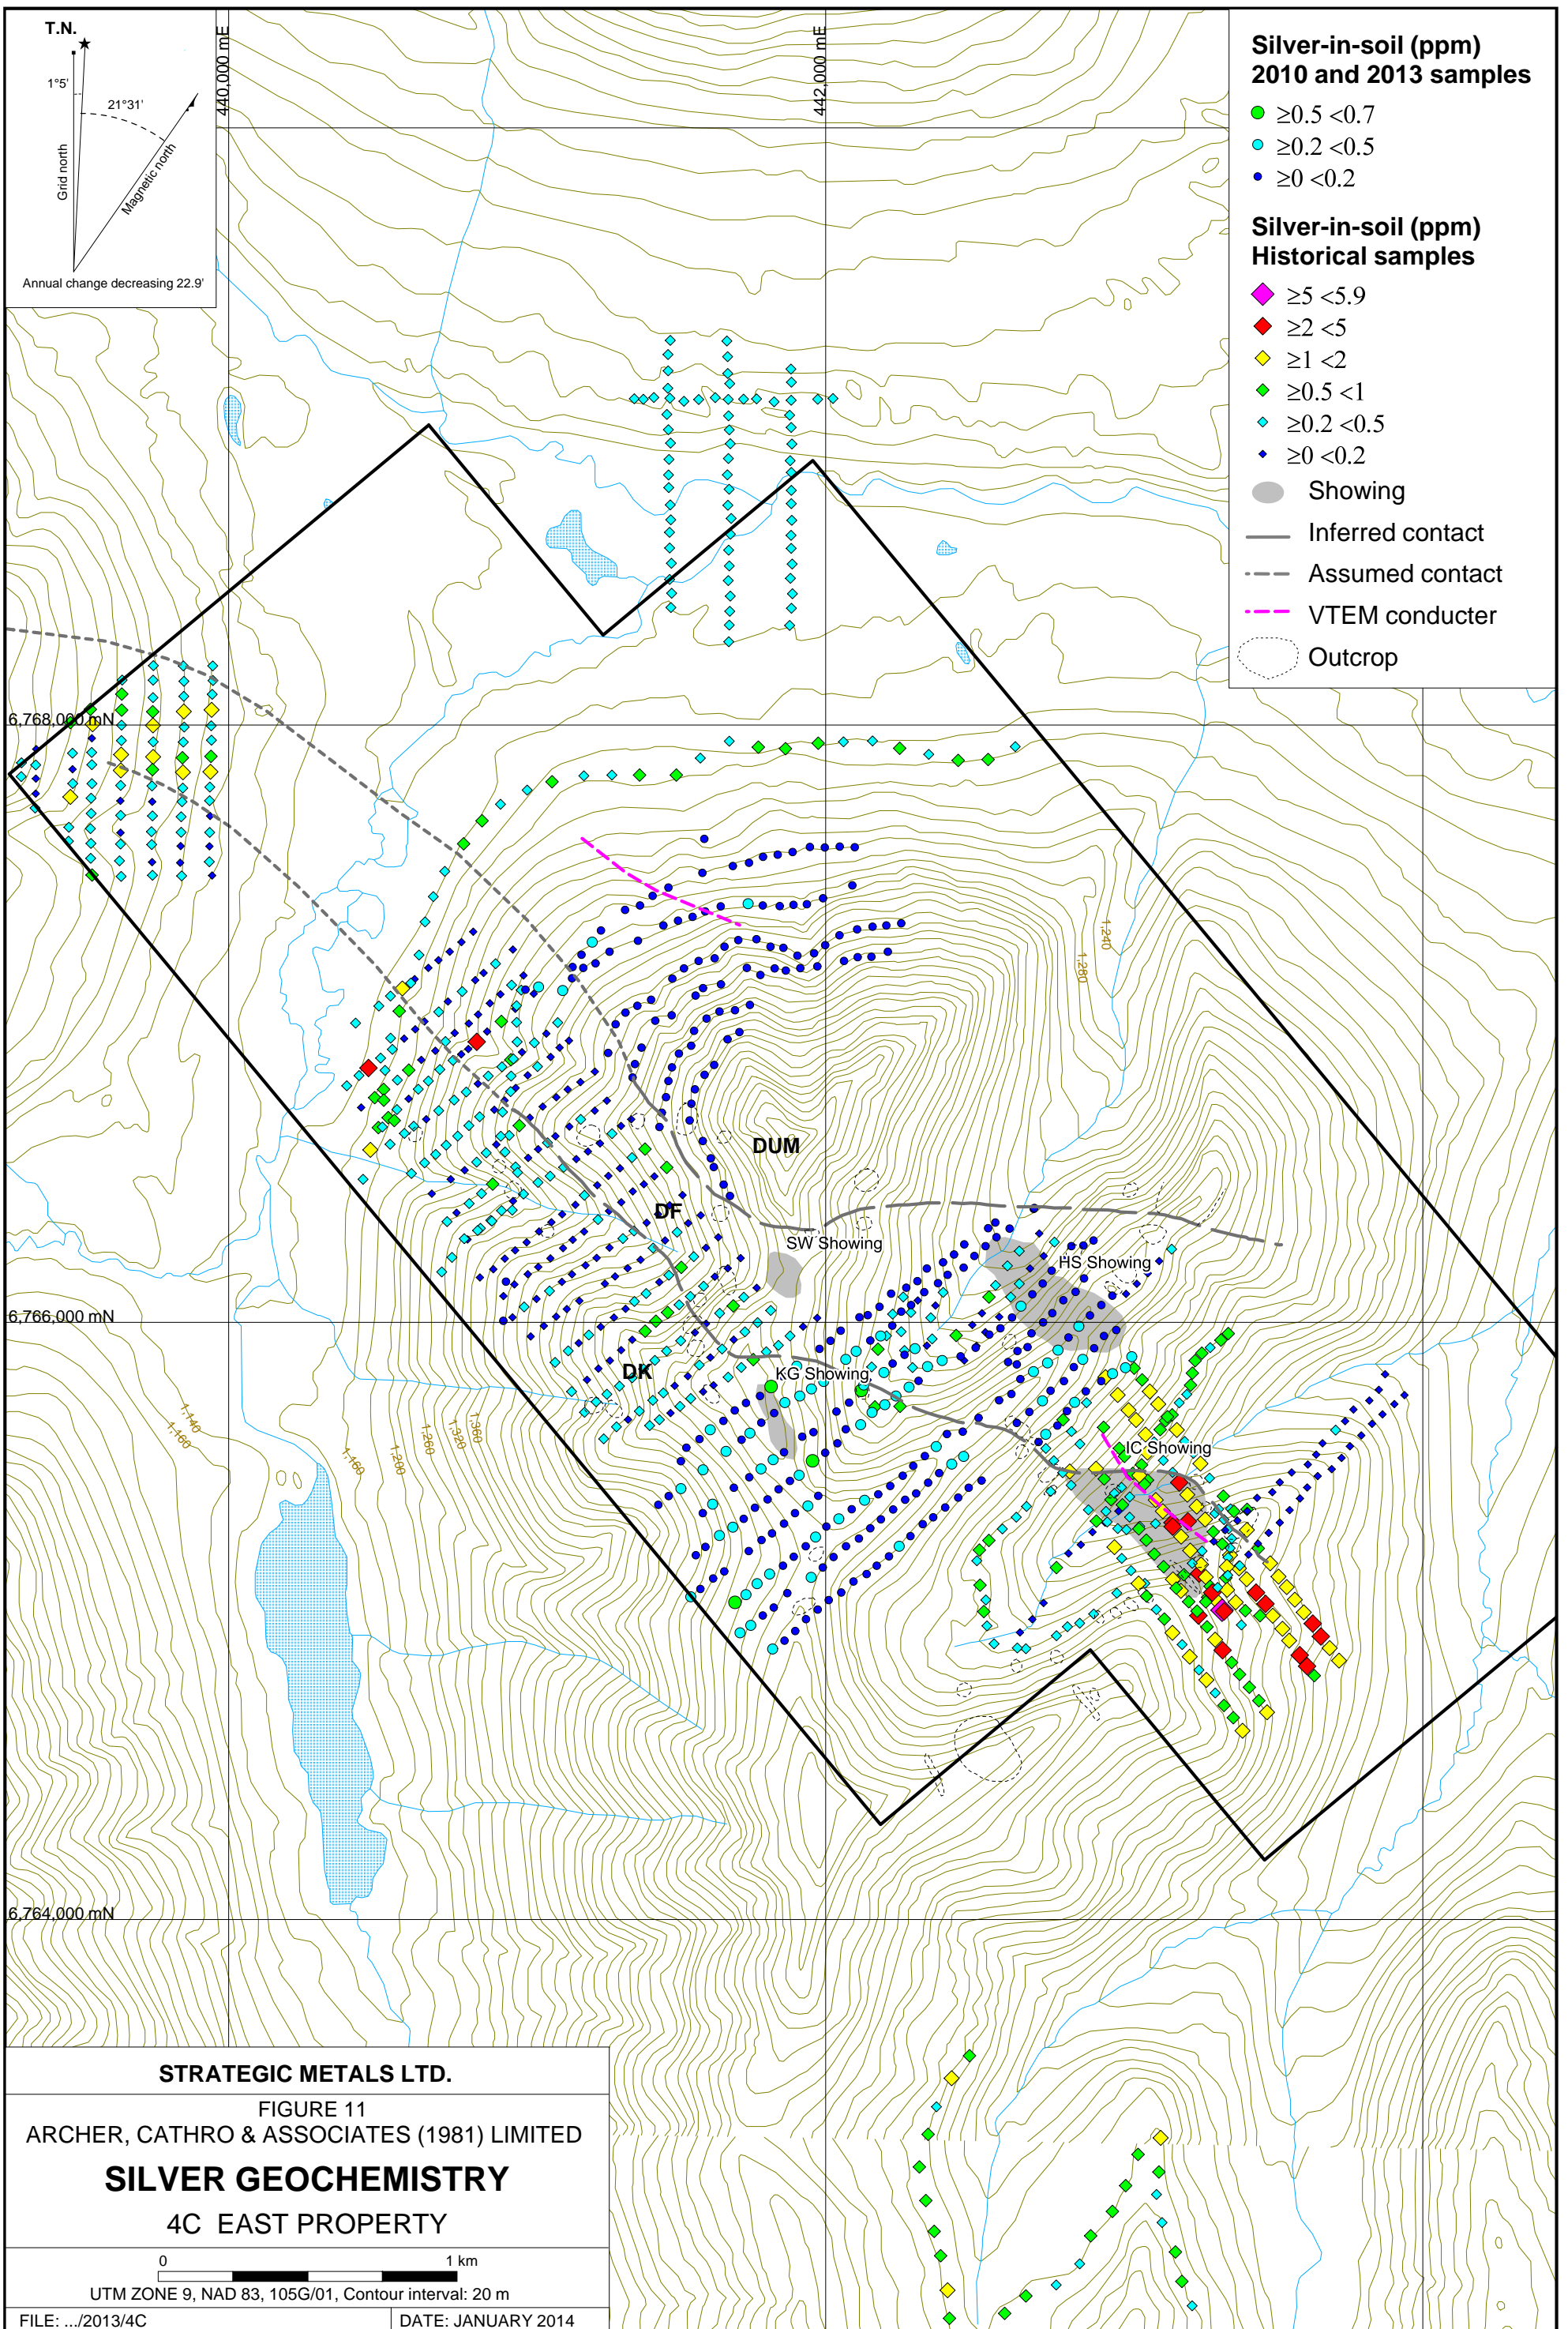 T.N.
1°5'
21°31'
Grid north
Magnetic north
Annual change decreasing 22.9'
440,000 mE
442,000 mE
Silver-in-soil (ppm)
2010 and 2013 samples
≥0.5 <0.7
≥0.2 <0.5
≥0 <0.2
Silver-in-soil (ppm)
Historical samples
≥5 <5.9
≥2 <5
≥1 <2
≥0.5 <1
≥0.2 <0.5
≥0 <0.2
Showing
Inferred contact
Assumed contact
VTEM conducter
Outcrop
6,768,000 mN
1,240
1,280
DUM
DF
SW Showing
HS Showing
6,766,000 mN
DK
KG Showing
1,140
1,160
1,260
1,320
1,360
1,160
1,200
IC Showing
6,764,000 mN
STRATEGIC METALS LTD.
FIGURE 11
ARCHER, CATHRO & ASSOCIATES (1981) LIMITED
SILVER GEOCHEMISTRY
4C EAST PROPERTY
0 1 km
UTM ZONE 9, NAD 83, 105G/01, Contour interval: 20 m
FILE: .../2013/4C DATE: JANUARY 2014